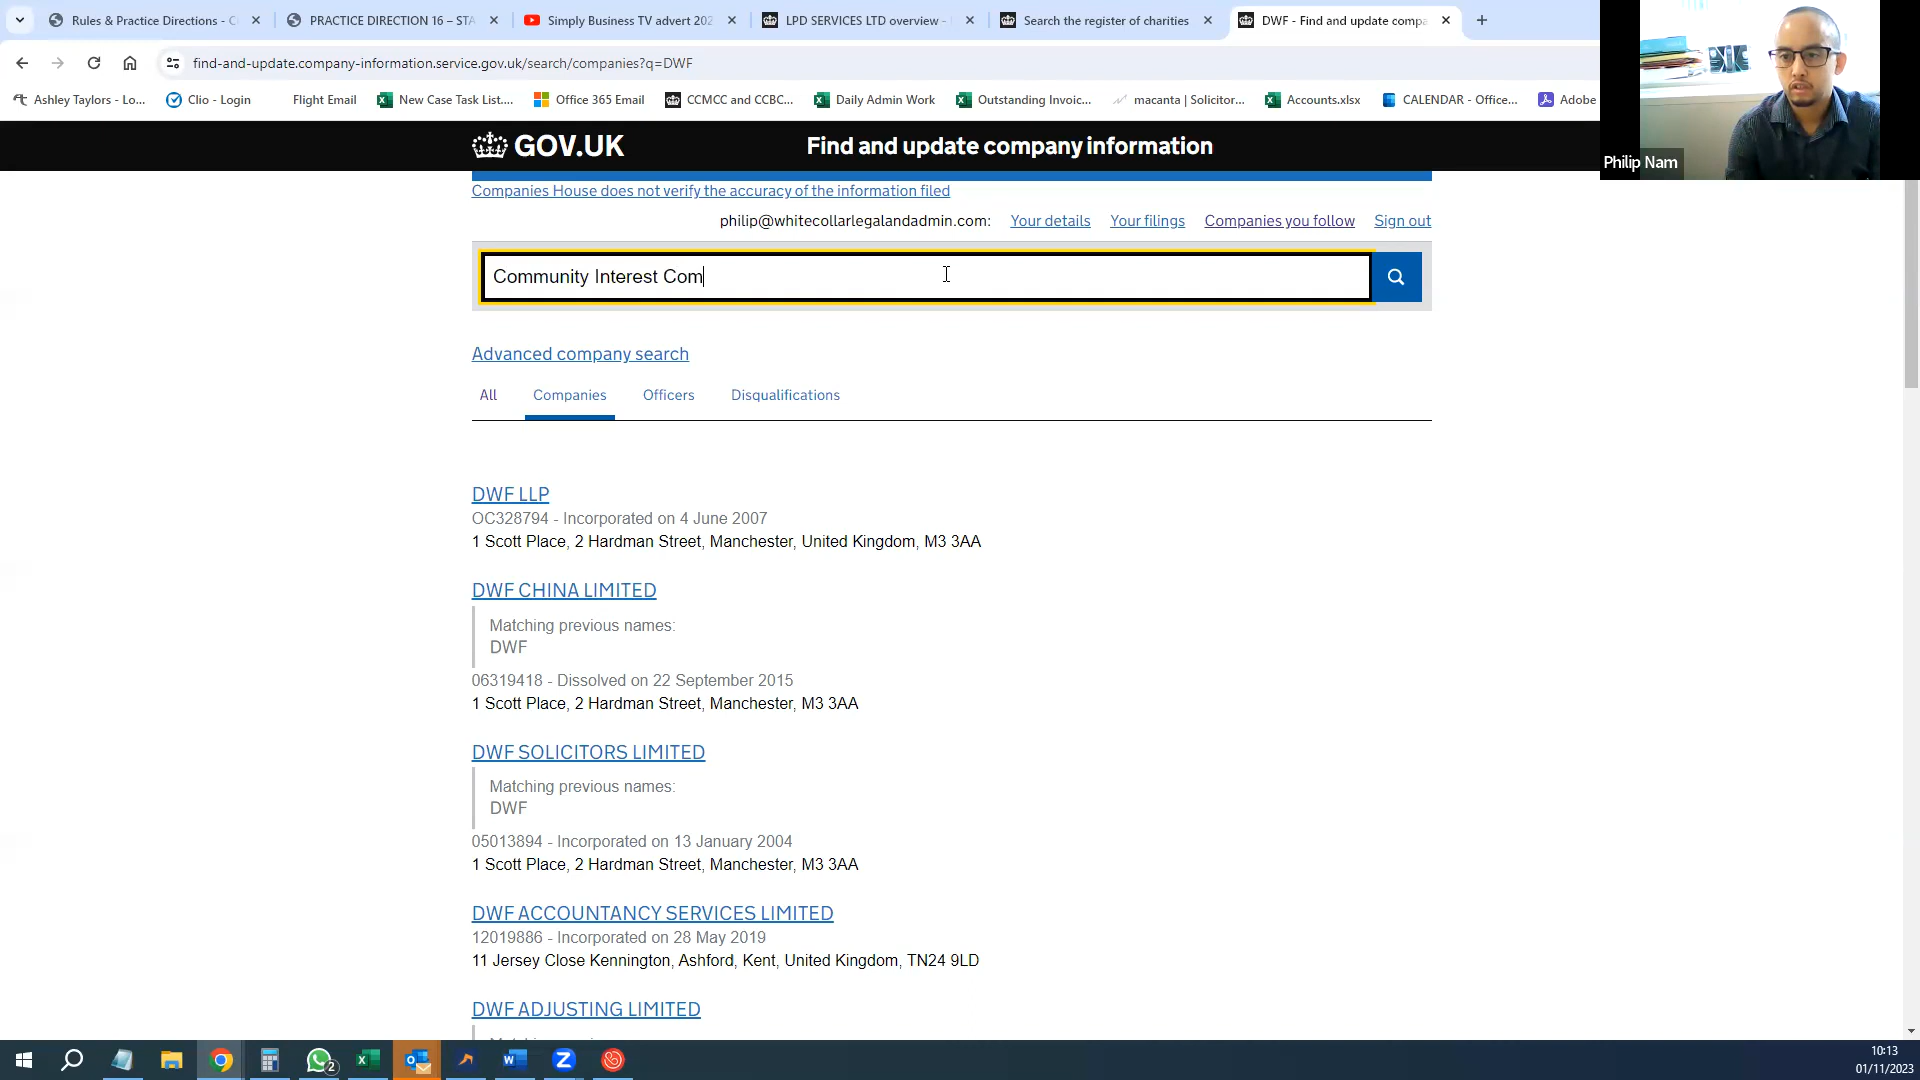 Rules & Practice Directions - C
PRACTICE DIRECTION 16 – STA
Simply Business TV advert 202
LPD SERVICES LTD overview -
Search the register of charities
DWF - Find and update compa
find-and-update.company-information.service.gov.uk/search/companies?q=DWF
Ashley Taylors - Lo...
Clio - Login
Flight Email
New Case Task List....
Office 365 Email
CCMCC and CCBC...
Daily Admin Work
Outstanding Invoic...
macanta | Solicitor...
Accounts.xlsx
CALENDAR - Office...
Adobe
Philip Nam
GOV.UK
Find and update company information
Companies House does not verify the accuracy of the information filed
philip@whitecollarlegalandadmin.com: Your details Your filings Companies you follow Sign out
Community Interest Com
Advanced company search
All Companies Officers Disqualifications
DWF LLP
OC328794 - Incorporated on 4 June 2007
1 Scott Place, 2 Hardman Street, Manchester, United Kingdom, M3 3AA
DWF CHINA LIMITED
Matching previous names:
DWF
06319418 - Dissolved on 22 September 2015
1 Scott Place, 2 Hardman Street, Manchester, M3 3AA
DWF SOLICITORS LIMITED
Matching previous names:
DWF
05013894 - Incorporated on 13 January 2004
1 Scott Place, 2 Hardman Street, Manchester, M3 3AA
DWF ACCOUNTANCY SERVICES LIMITED
12019886 - Incorporated on 28 May 2019
11 Jersey Close Kennington, Ashford, Kent, United Kingdom, TN24 9LD
DWF ADJUSTING LIMITED
2
10:13
01/11/2023